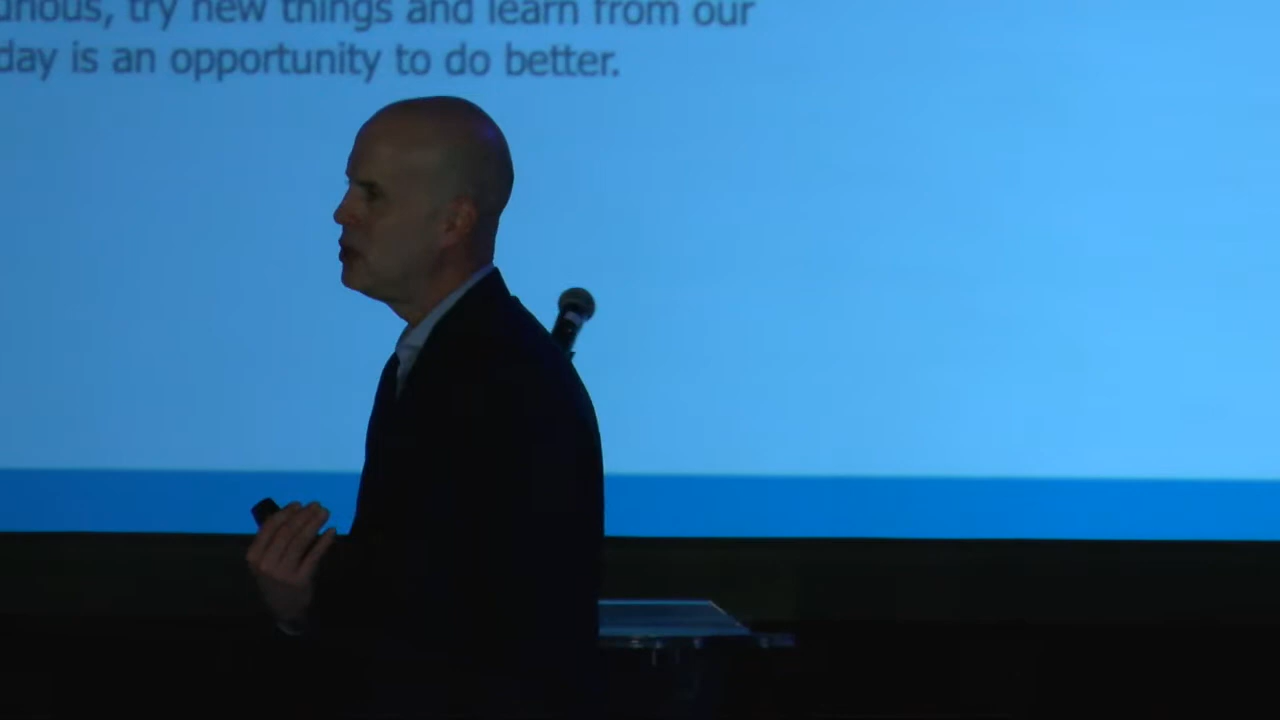 try new things and learn from our
day is an opportunity to do better.